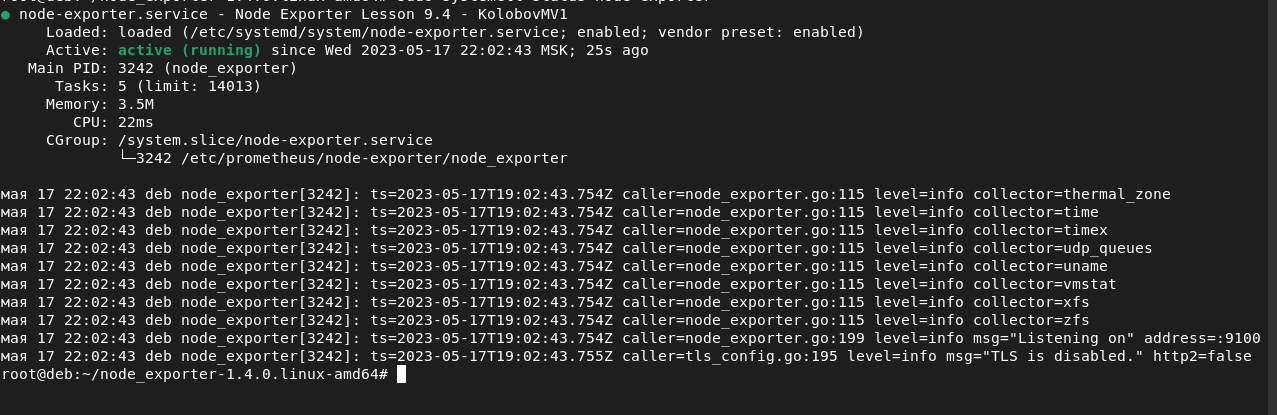 ● node-exporter.service - Node Exporter Lesson 9.4 - KolobovMV1
     Loaded: loaded (/etc/systemd/system/node-exporter.service; enabled; vendor preset: enabled)
     Active: active (running) since Wed 2023-05-17 22:02:43 MSK; 25s ago
   Main PID: 3242 (node_exporter)
      Tasks: 5 (limit: 14013)
     Memory: 3.5M
        CPU: 22ms
     CGroup: /system.slice/node-exporter.service
             └─3242 /etc/prometheus/node-exporter/node_exporter

мая 17 22:02:43 deb node_exporter[3242]: ts=2023-05-17T19:02:43.754Z caller=node_exporter.go:115 level=info collector=thermal_zone
мая 17 22:02:43 deb node_exporter[3242]: ts=2023-05-17T19:02:43.754Z caller=node_exporter.go:115 level=info collector=time
мая 17 22:02:43 deb node_exporter[3242]: ts=2023-05-17T19:02:43.754Z caller=node_exporter.go:115 level=info collector=timex
мая 17 22:02:43 deb node_exporter[3242]: ts=2023-05-17T19:02:43.754Z caller=node_exporter.go:115 level=info collector=udp_queues
мая 17 22:02:43 deb node_exporter[3242]: ts=2023-05-17T19:02:43.754Z caller=node_exporter.go:115 level=info collector=uname
мая 17 22:02:43 deb node_exporter[3242]: ts=2023-05-17T19:02:43.754Z caller=node_exporter.go:115 level=info collector=vmstat
мая 17 22:02:43 deb node_exporter[3242]: ts=2023-05-17T19:02:43.754Z caller=node_exporter.go:115 level=info collector=xfs
мая 17 22:02:43 deb node_exporter[3242]: ts=2023-05-17T19:02:43.754Z caller=node_exporter.go:115 level=info collector=zfs
мая 17 22:02:43 deb node_exporter[3242]: ts=2023-05-17T19:02:43.754Z caller=node_exporter.go:199 level=info msg="Listening on" address=:9100
мая 17 22:02:43 deb node_exporter[3242]: ts=2023-05-17T19:02:43.755Z caller=tls_config.go:195 level=info msg="TLS is disabled." http2=false
root@deb:~/node_exporter-1.4.0.linux-amd64#